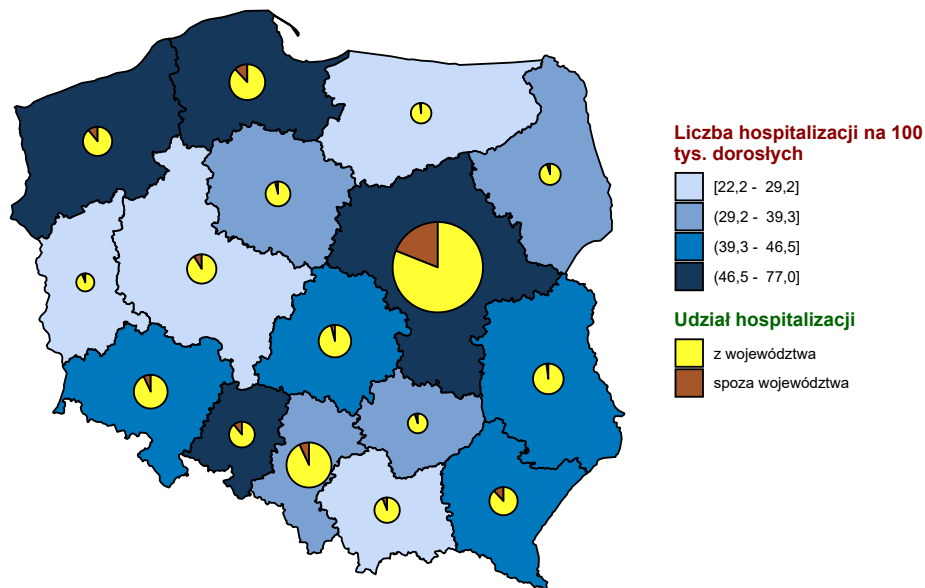 Liczba hospitalizacji na 100
tys. dorosłych
[22,2 - 29,2]
(29,2 - 39,3]
(39,3 - 46,5]
(46,5 - 77,0]
Udział hospitalizacji
z województwa
spoza województwa